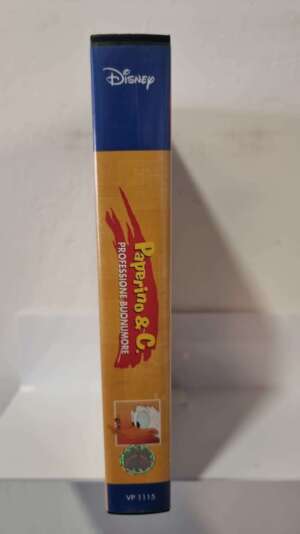 Disney
Paperino & C.
PROFESSIONE BUONUMORE
VP 1115